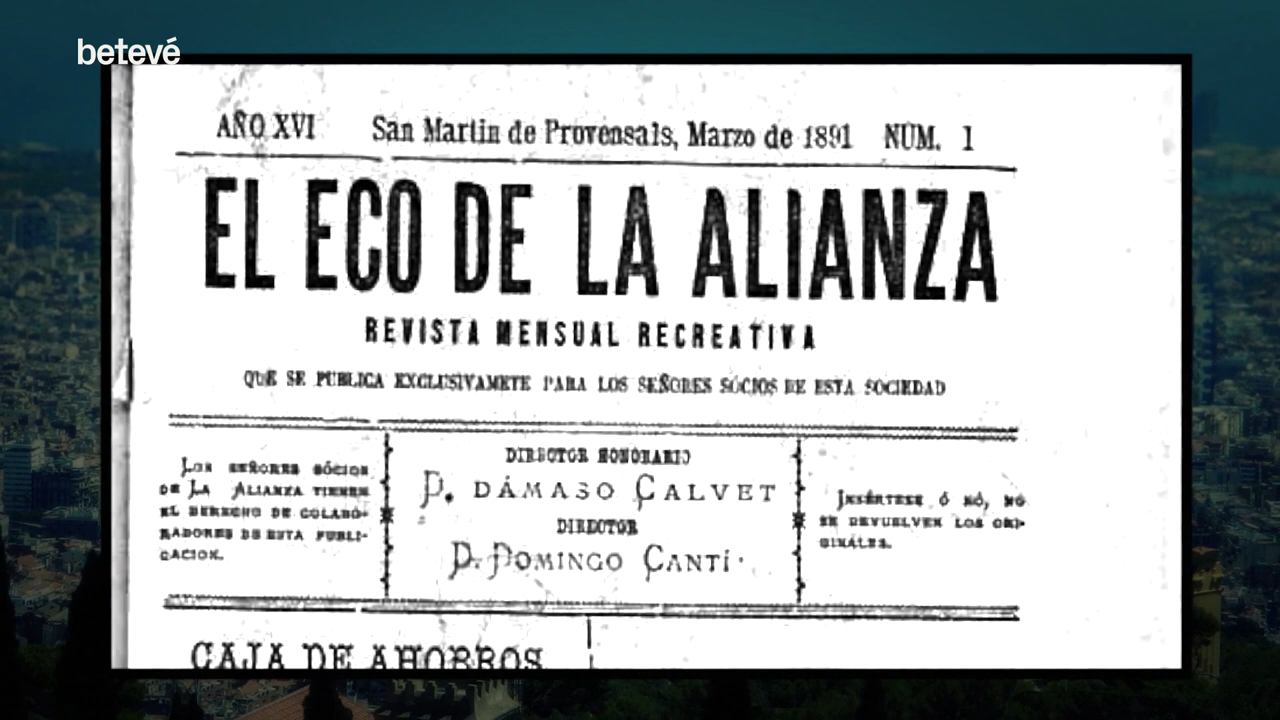 betevé
AÑO XVI San Martin de Provensals, Marzo de 1891 NÚM. 1
EL ECO DE LA ALIANZA
REVISTA MENSUAL RECREATIVA
QUE SE PUBLICA EXCLUSIVAMETE PARA LOS SEÑORES SÓCIOS DE ESTA SOCIEDAD
LOS SEÑORES SÓCIOS
DE LA ALIANZA TIENEN
EL DERECHO DE COLABO-
RADORES DE ESTA PUBLI-
CACION.
DIRECTOR HONORARIO
D. DÁMASO CALVET
DIRECTOR
D. DOMINGO CANTÍ
INSÉRTESE Ó NÓ, NO
SE DEVUELVEN LOS ORI-
GINÁLES.
CAJA DE AHORROS